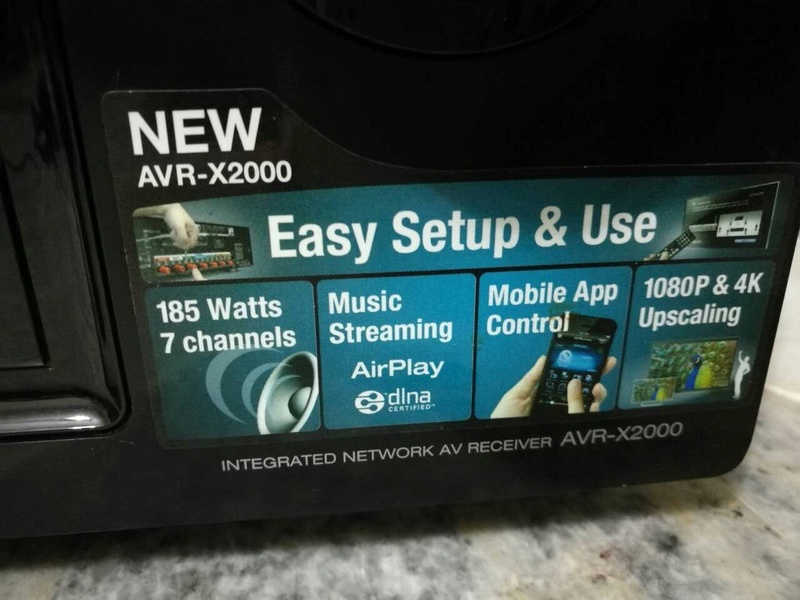 NEW
AVR-X2000
Easy Setup & Use
185 Watts
7 channels
Music
Streaming
AirPlay
dlna
CERTIFIED™
Mobile App
Control
1080P & 4K
Upscaling
INTEGRATED NETWORK AV RECEIVER AVR-X2000